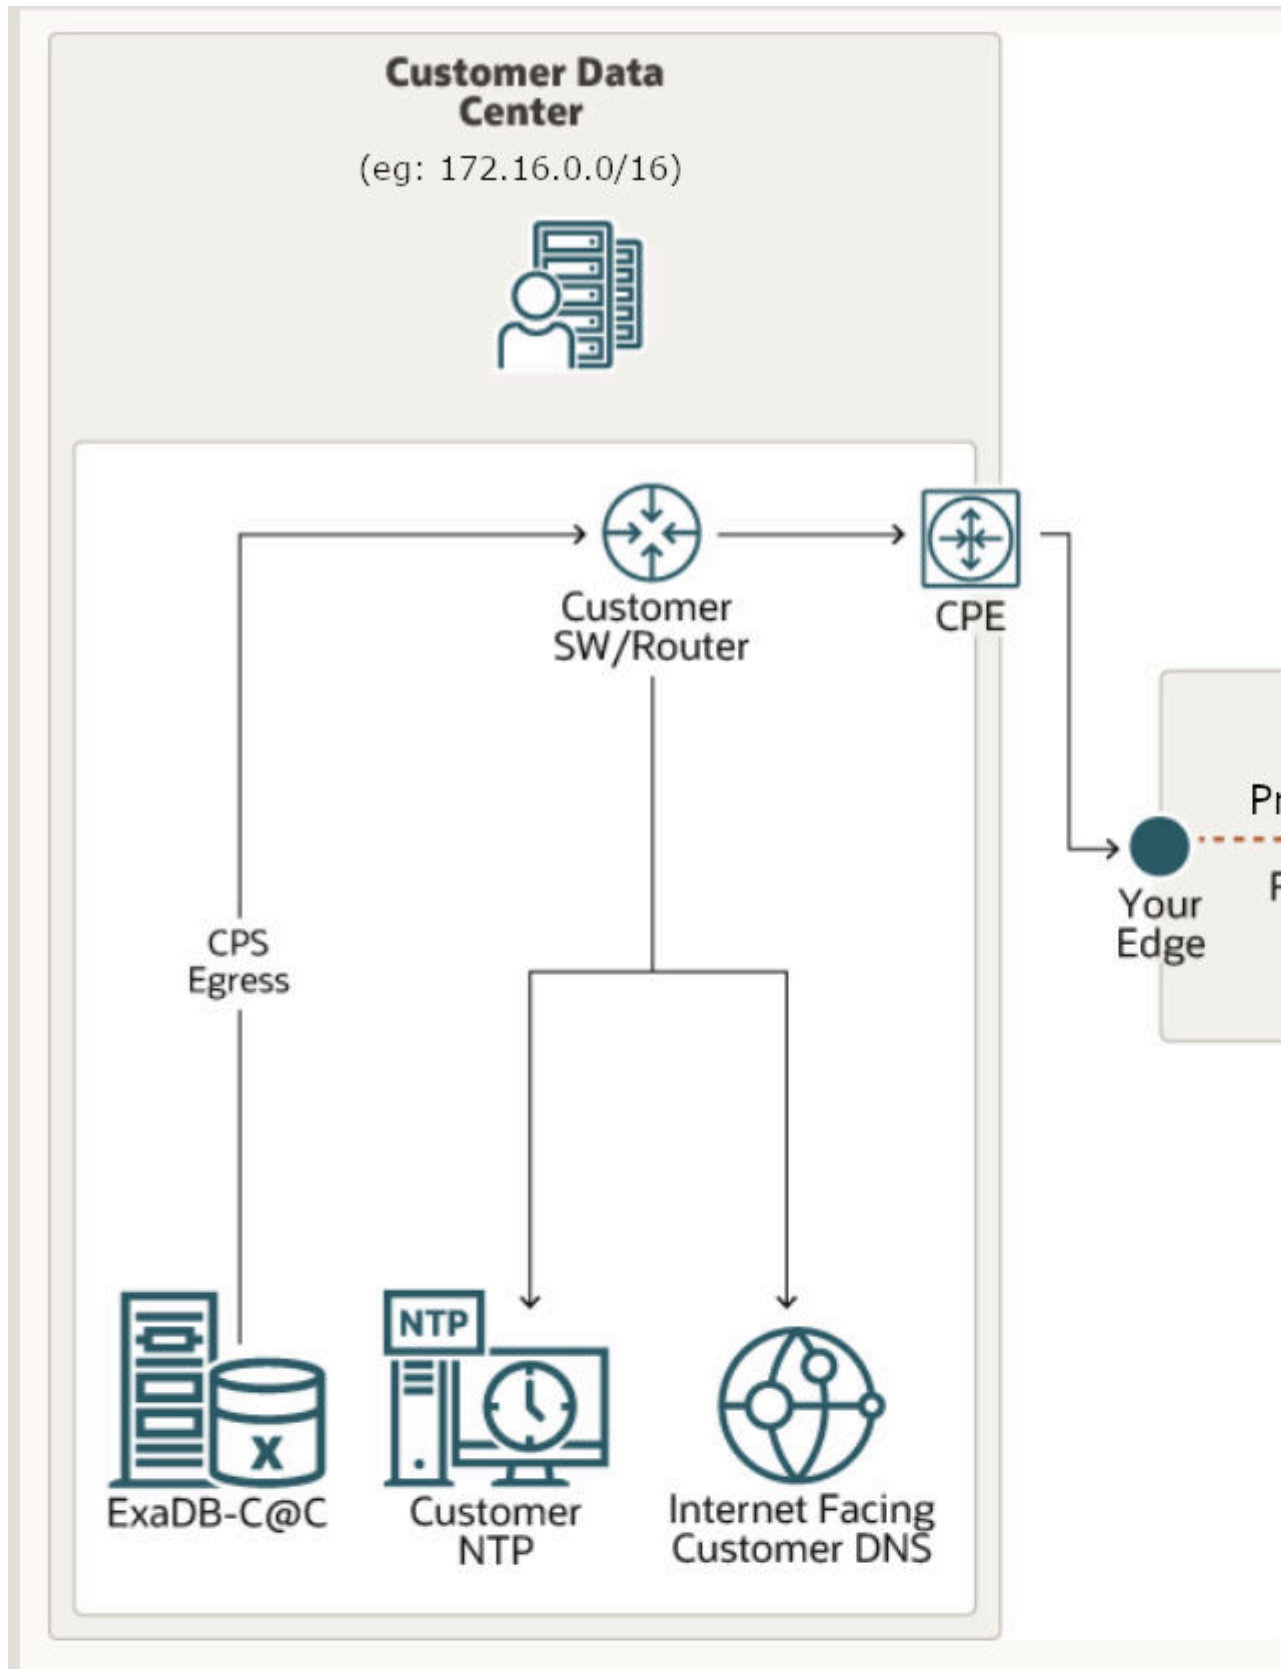 Customer Data
Center
(eg: 172.16.0.0/16)
Customer
SW/Router
CPE
Pr
Your
Edge
CPS
Egress
NTP
X
ExaDB-C@C
Customer
NTP
Internet Facing
Customer DNS